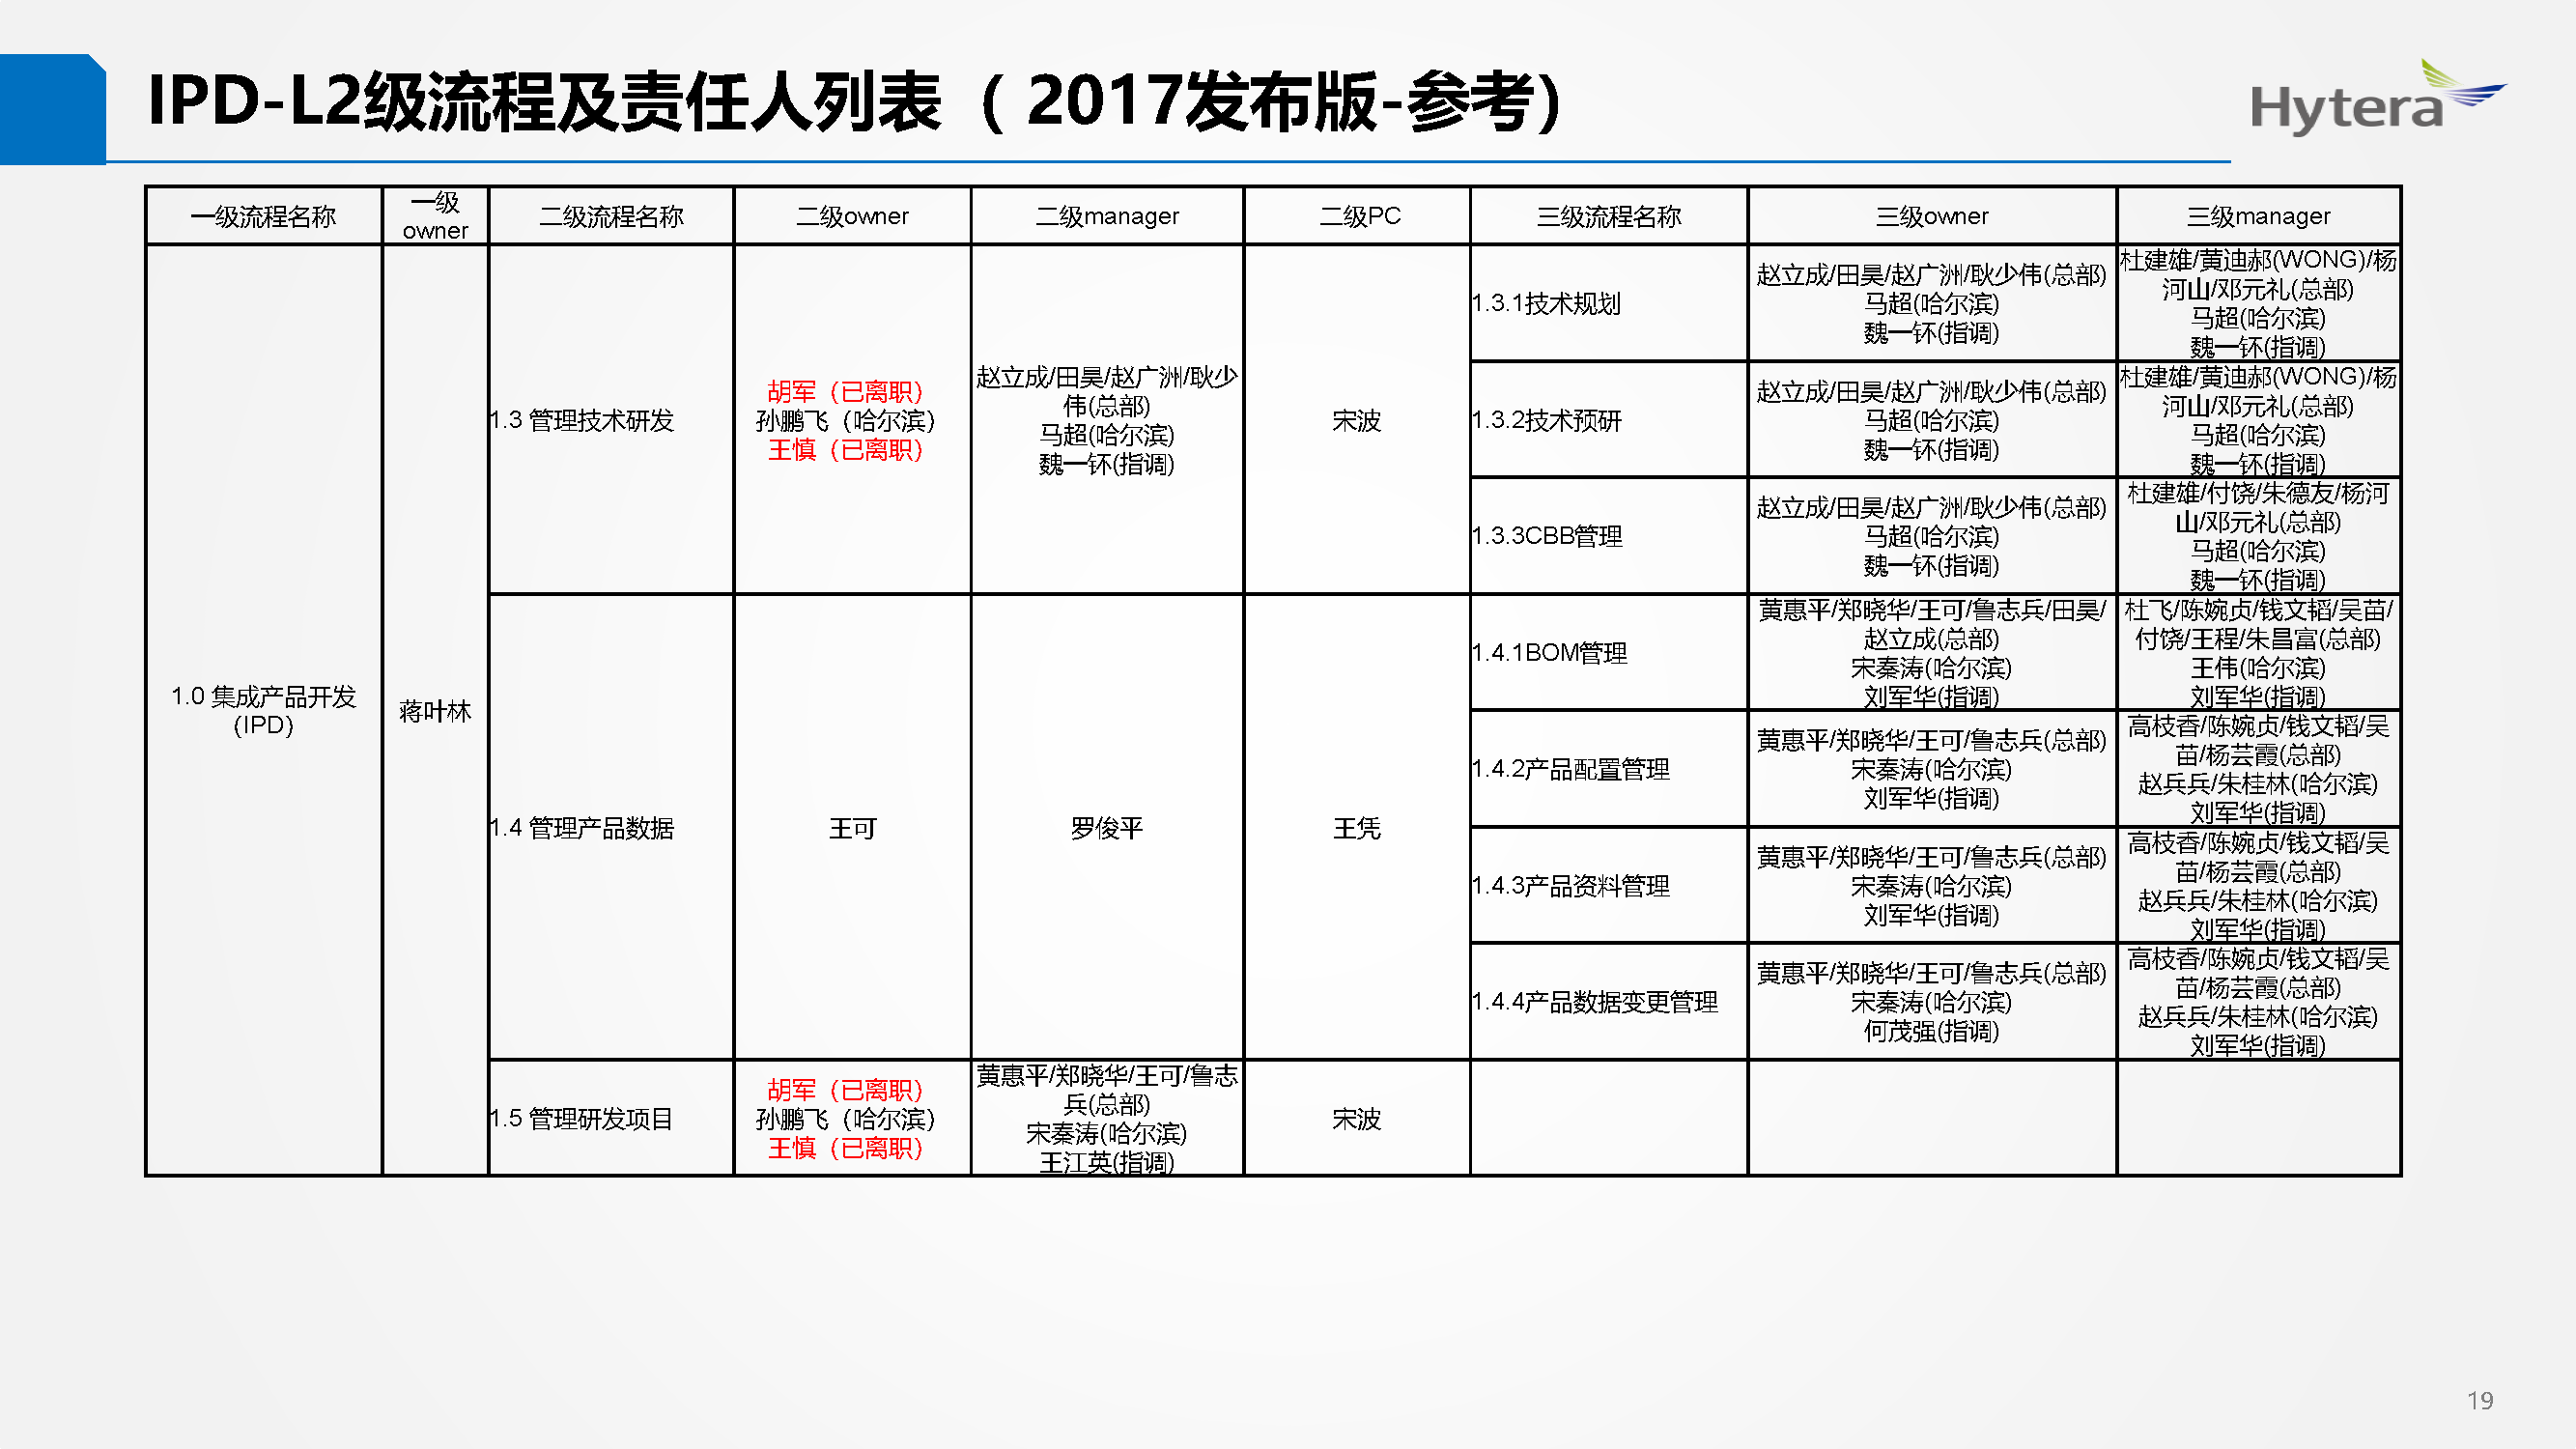 IPD-L2级流程及责任人列表（ 2017发布版-参考）
Hytera
一级流程名称
一级
owner
二级流程名称
二级owner
二级manager
二级PC
三级流程名称
三级owner
三级manager
1.0 集成产品开发
（IPD）
蒋叶林
1.3 管理技术研发
胡军（已离职）
孙鹏飞（哈尔滨）
王慎（已离职）
赵立成/田昊/赵广洲/耿少
伟(总部)
马超(哈尔滨)
魏一钚(指调)
宋波
1.3.1技术规划
赵立成/田昊/赵广洲/耿少伟(总部)
马超(哈尔滨)
魏一钚(指调)
杜建雄/黄迪郝(WONG)/杨
河山/邓元礼(总部)
马超(哈尔滨)
魏一钚(指调)
1.3.2技术预研
赵立成/田昊/赵广洲/耿少伟(总部)
马超(哈尔滨)
魏一钚(指调)
杜建雄/黄迪郝(WONG)/杨
河山/邓元礼(总部)
马超(哈尔滨)
魏一钚(指调)
1.3.3CBB管理
赵立成/田昊/赵广洲/耿少伟(总部)
马超(哈尔滨)
魏一钚(指调)
杜建雄/付饶/朱德友/杨河
山/邓元礼(总部)
马超(哈尔滨)
魏一钚(指调)
1.4 管理产品数据
王可
罗俊平
王凭
1.4.1BOM管理
黄惠平/郑晓华/王可/鲁志兵/田昊/
赵立成(总部)
宋秦涛(哈尔滨)
刘军华(指调)
杜飞/陈婉贞/钱文韬/吴苗/
付饶/王程/朱昌富(总部)
王伟(哈尔滨)
刘军华(指调)
1.4.2产品配置管理
黄惠平/郑晓华/王可/鲁志兵(总部)
宋秦涛(哈尔滨)
刘军华(指调)
高枝香/陈婉贞/钱文韬/吴
苗/杨芸霞(总部)
赵兵兵/朱桂林(哈尔滨)
刘军华(指调)
1.4.3产品资料管理
黄惠平/郑晓华/王可/鲁志兵(总部)
宋秦涛(哈尔滨)
刘军华(指调)
高枝香/陈婉贞/钱文韬/吴
苗/杨芸霞(总部)
赵兵兵/朱桂林(哈尔滨)
刘军华(指调)
1.4.4产品数据变更管理
黄惠平/郑晓华/王可/鲁志兵(总部)
宋秦涛(哈尔滨)
何茂强(指调)
高枝香/陈婉贞/钱文韬/吴
苗/杨芸霞(总部)
赵兵兵/朱桂林(哈尔滨)
刘军华(指调)
1.5 管理研发项目
胡军（已离职）
孙鹏飞（哈尔滨）
王慎（已离职）
黄惠平/郑晓华/王可/鲁志
兵(总部)
宋秦涛(哈尔滨)
王江英(指调)
宋波
19